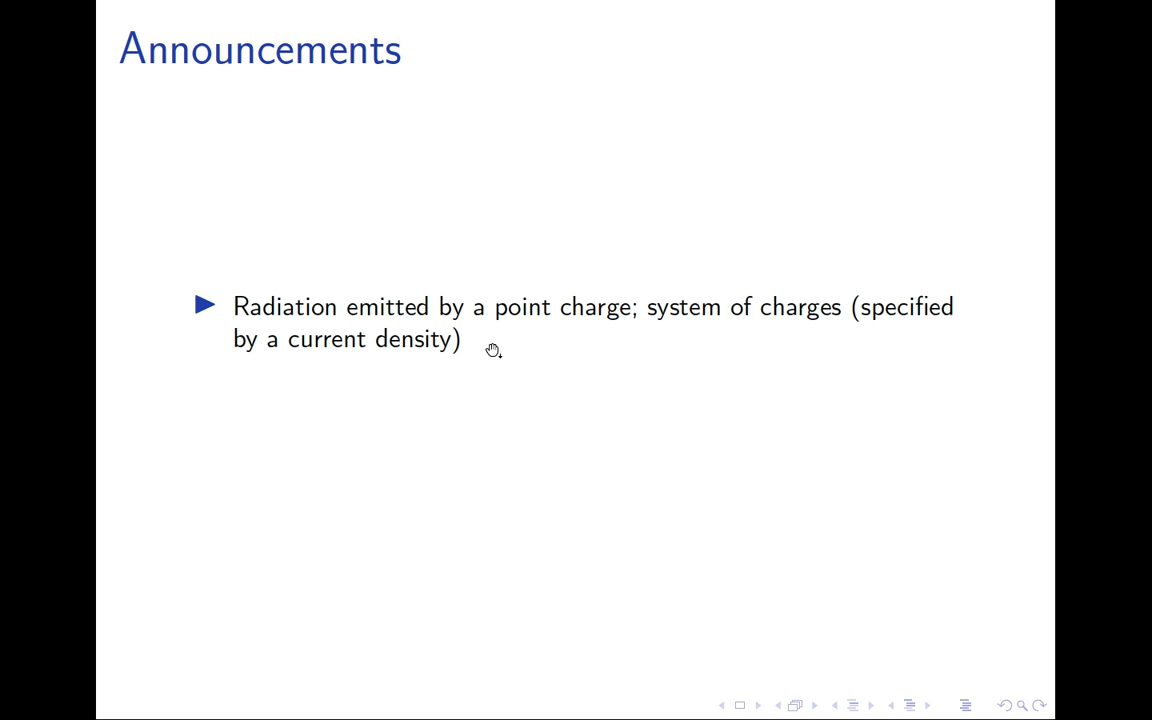 Announcements
Radiation emitted by a point charge; system of charges (specified
by a current density)